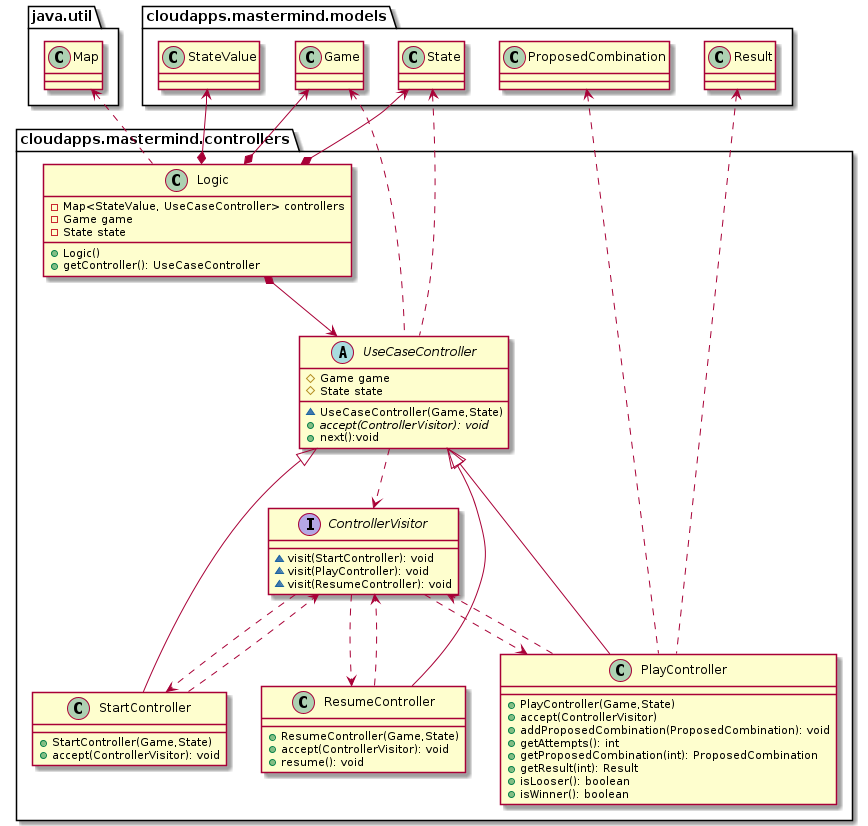 java.util
cloudapps.mastermind.models
C Map
C StateValue
C Game
C State
C ProposedCombination
C Result
cloudapps.mastermind.controllers
C Logic
Map<StateValue, UseCaseController> controllers
Game game
State state
Logic()
getController(): UseCaseController
A UseCaseController
Game game
State state
UseCaseController(Game,State)
accept(ControllerVisitor): void
next():void
I ControllerVisitor
visit(StartController): void
visit(PlayController): void
visit(ResumeController): void
C StartController
StartController(Game,State)
accept(ControllerVisitor): void
C ResumeController
ResumeController(Game,State)
accept(ControllerVisitor): void
resume(): void
C PlayController
PlayController(Game,State)
accept(ControllerVisitor)
addProposedCombination(ProposedCombination): void
getAttempts(): int
getProposedCombination(int): ProposedCombination
getResult(int): Result
isLooser(): boolean
isWinner(): boolean